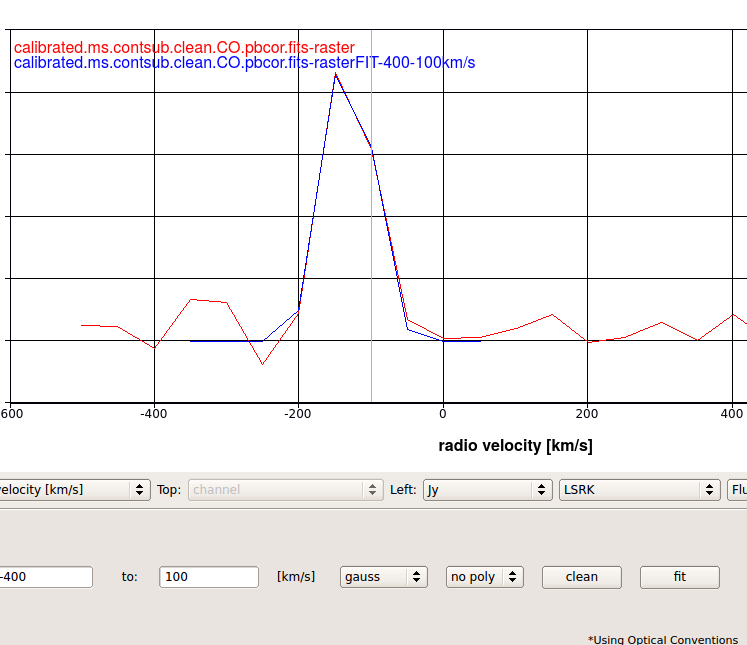 calibrated.ms.contsub.clean.CO.pbcor.fits-raster
calibrated.ms.contsub.clean.CO.pbcor.fits-rasterFIT-400-100km/s
600 -400 -200 0 200 400
radio velocity [km/s]
elocity [km/s] Top: channel Left: Jy LSRK Flu
-400 to: 100 [km/s] gauss no poly clean fit
*Using Optical Conventions